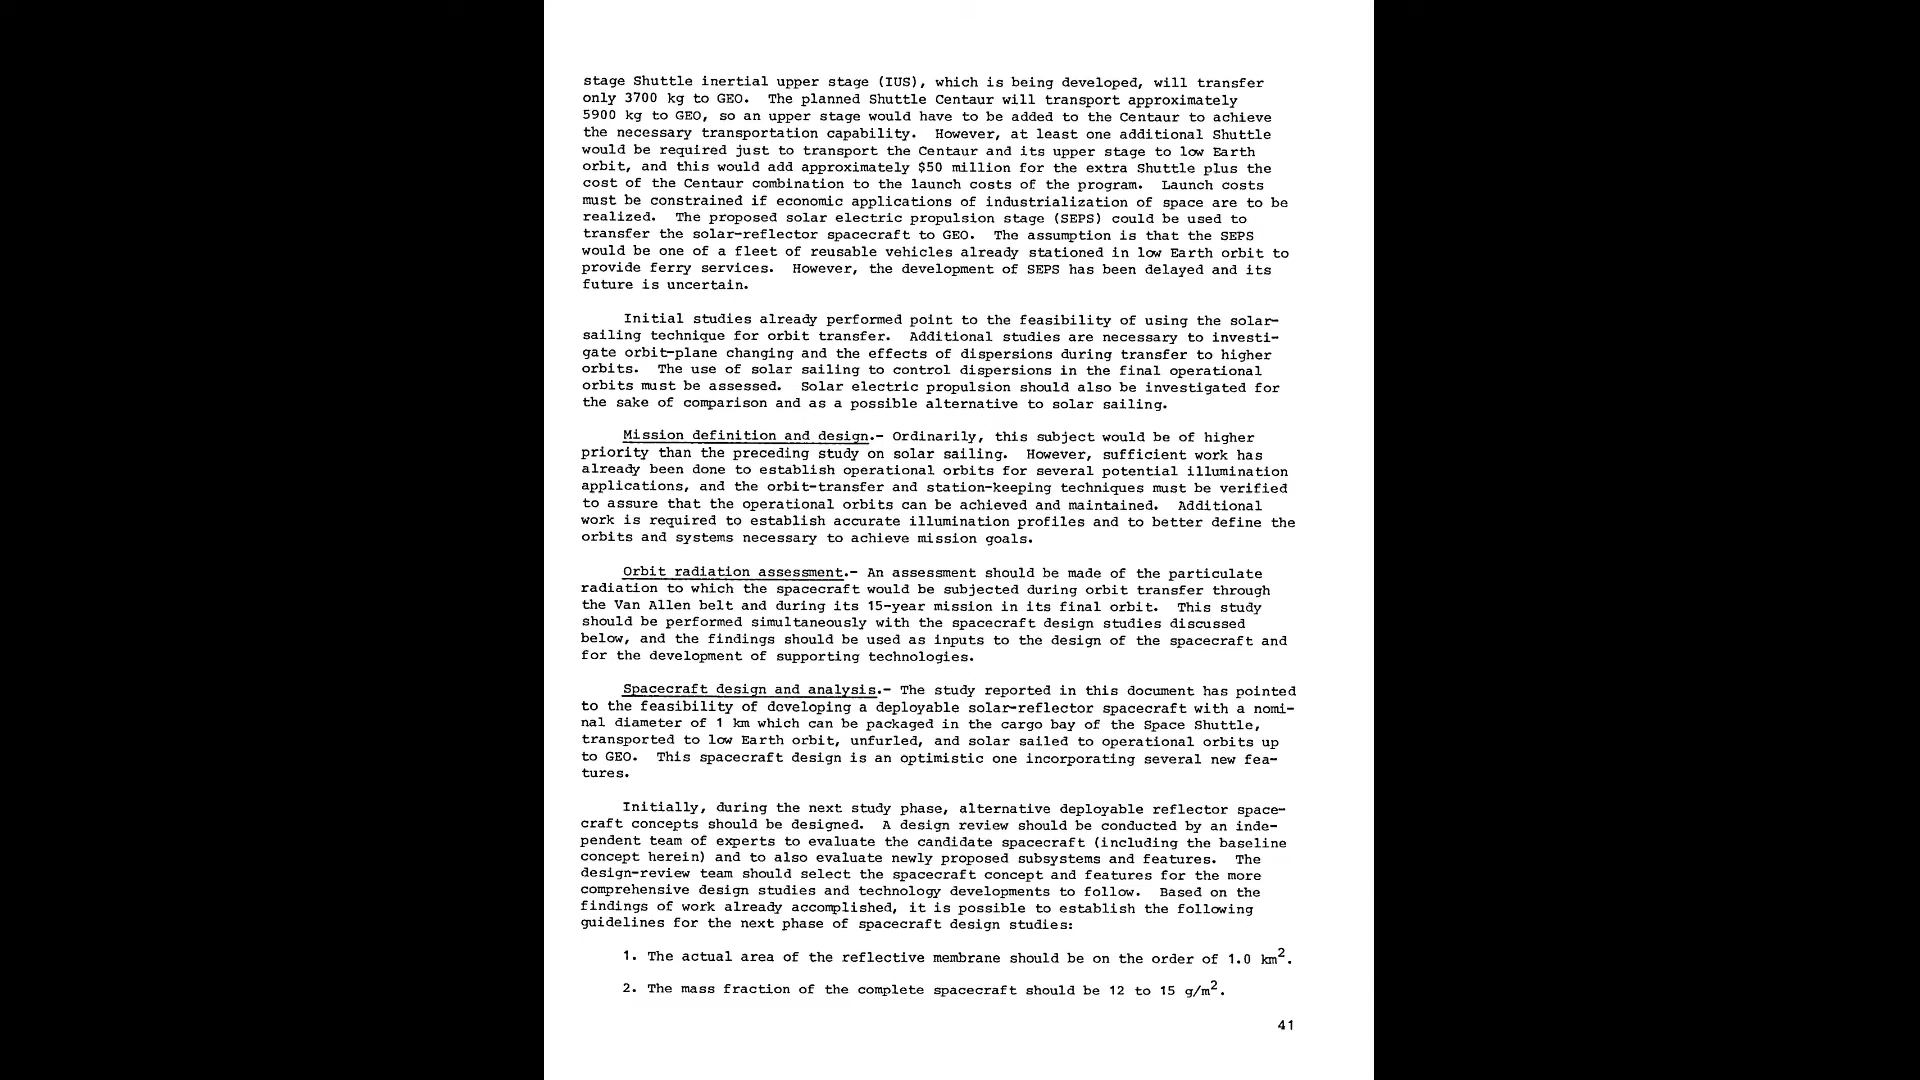 stage Shuttle inertial upper stage (IUS), which is being developed, will transfer
only 3700 kg to GEO. The planned Shuttle Centaur will transport approximately
5900 kg to GEO, so an upper stage would have to be added to the Centaur to achieve
the necessary transportation capability. However, at least one additional Shuttle
would be required just to transport the Centaur and its upper stage to low Earth
orbit, and this would add approximately $50 million for the extra Shuttle plus the
cost of the Centaur combination to the launch costs of the program. Launch costs
must be constrained if economic applications of industrialization of space are to be
realized. The proposed solar electric propulsion stage (SEPS) could be used to
transfer the solar-reflector spacecraft to GEO. The assumption is that the SEPS
would be one of a fleet of reusable vehicles already stationed in low Earth orbit to
provide ferry services. However, the development of SEPS has been delayed and its
future is uncertain.
Initial studies already performed point to the feasibility of using the solar-
sailing technique for orbit transfer. Additional studies are necessary to investi-
gate orbit-plane changing and the effects of dispersions during transfer to higher
orbits. The use of solar sailing to control dispersions in the final operational
orbits must be assessed. Solar electric propulsion should also be investigated for
the sake of comparison and as a possible alternative to solar sailing.
Mission definition and design.- Ordinarily, this subject would be of higher
priority than the preceding study on solar sailing. However, sufficient work has
already been done to establish operational orbits for several potential illumination
applications, and the orbit-transfer and station-keeping techniques must be verified
to assure that the operational orbits can be achieved and maintained. Additional
work is required to establish accurate illumination profiles and to better define the
orbits and systems necessary to achieve mission goals.
Orbit radiation assessment.- An assessment should be made of the particulate
radiation to which the spacecraft would be subjected during orbit transfer through
the Van Allen belt and during its 15-year mission in its final orbit. This study
should be performed simultaneously with the spacecraft design studies discussed
below, and the findings should be used as inputs to the design of the spacecraft and
for the development of supporting technologies.
Spacecraft design and analysis.- The study reported in this document has pointed
to the feasibility of developing a deployable solar-reflector spacecraft with a nomi-
nal diameter of 1 km which can be packaged in the cargo bay of the Space Shuttle,
transported to low Earth orbit, unfurled, and solar sailed to operational orbits up
to GEO. This spacecraft design is an optimistic one incorporating several new fea-
tures.
Initially, during the next study phase, alternative deployable reflector space-
craft concepts should be designed. A design review should be conducted by an inde-
pendent team of experts to evaluate the candidate spacecraft (including the baseline
concept herein) and to also evaluate newly proposed subsystems and features. The
design-review team should select the spacecraft concept and features for the more
comprehensive design studies and technology developments to follow. Based on the
findings of work already accomplished, it is possible to establish the following
guidelines for the next phase of spacecraft design studies:
1. The actual area of the reflective membrane should be on the order of 1.0 km².
2. The mass fraction of the complete spacecraft should be 12 to 15 g/m².
41